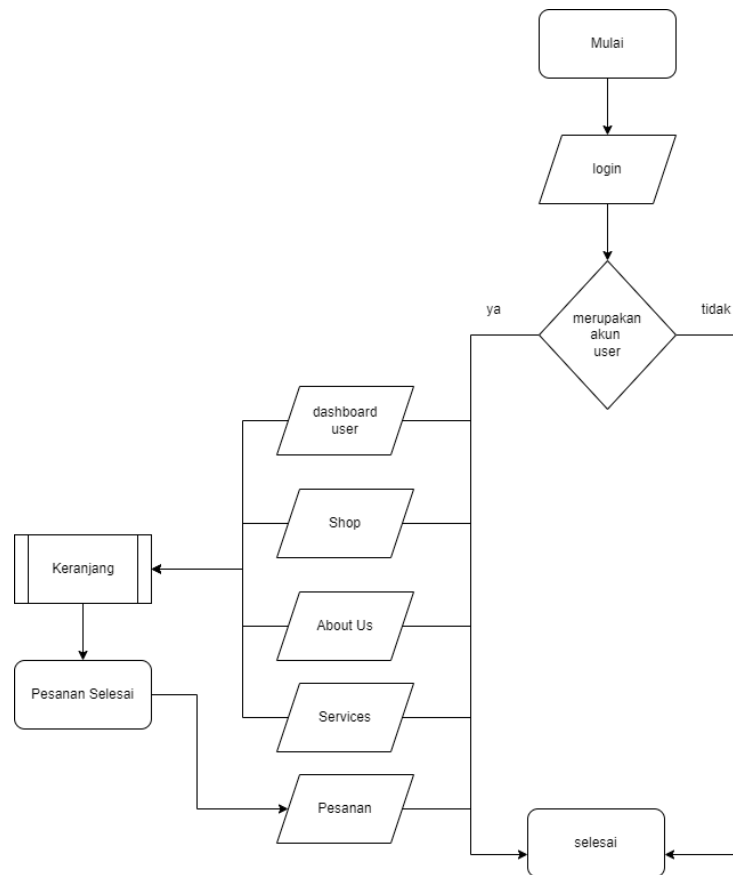 Mulai
login
ya
merupakan
akun
user
tidak
dashboard
user
Shop
Keranjang
About Us
Pesanan Selesai
Services
Pesanan
selesai